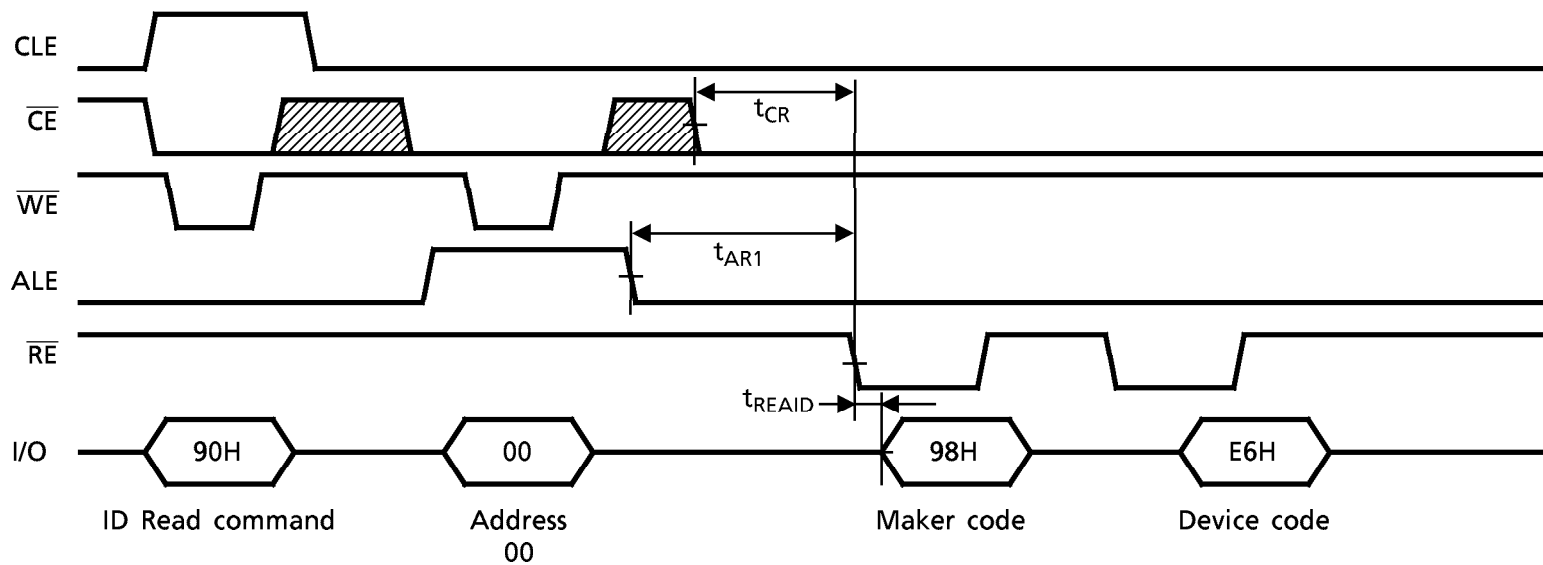 CLE
CE
tCR
WE
tAR1
ALE
RE
tREAID
I/O 90H 00 98H E6H
ID Read command Address Maker code Device code
00